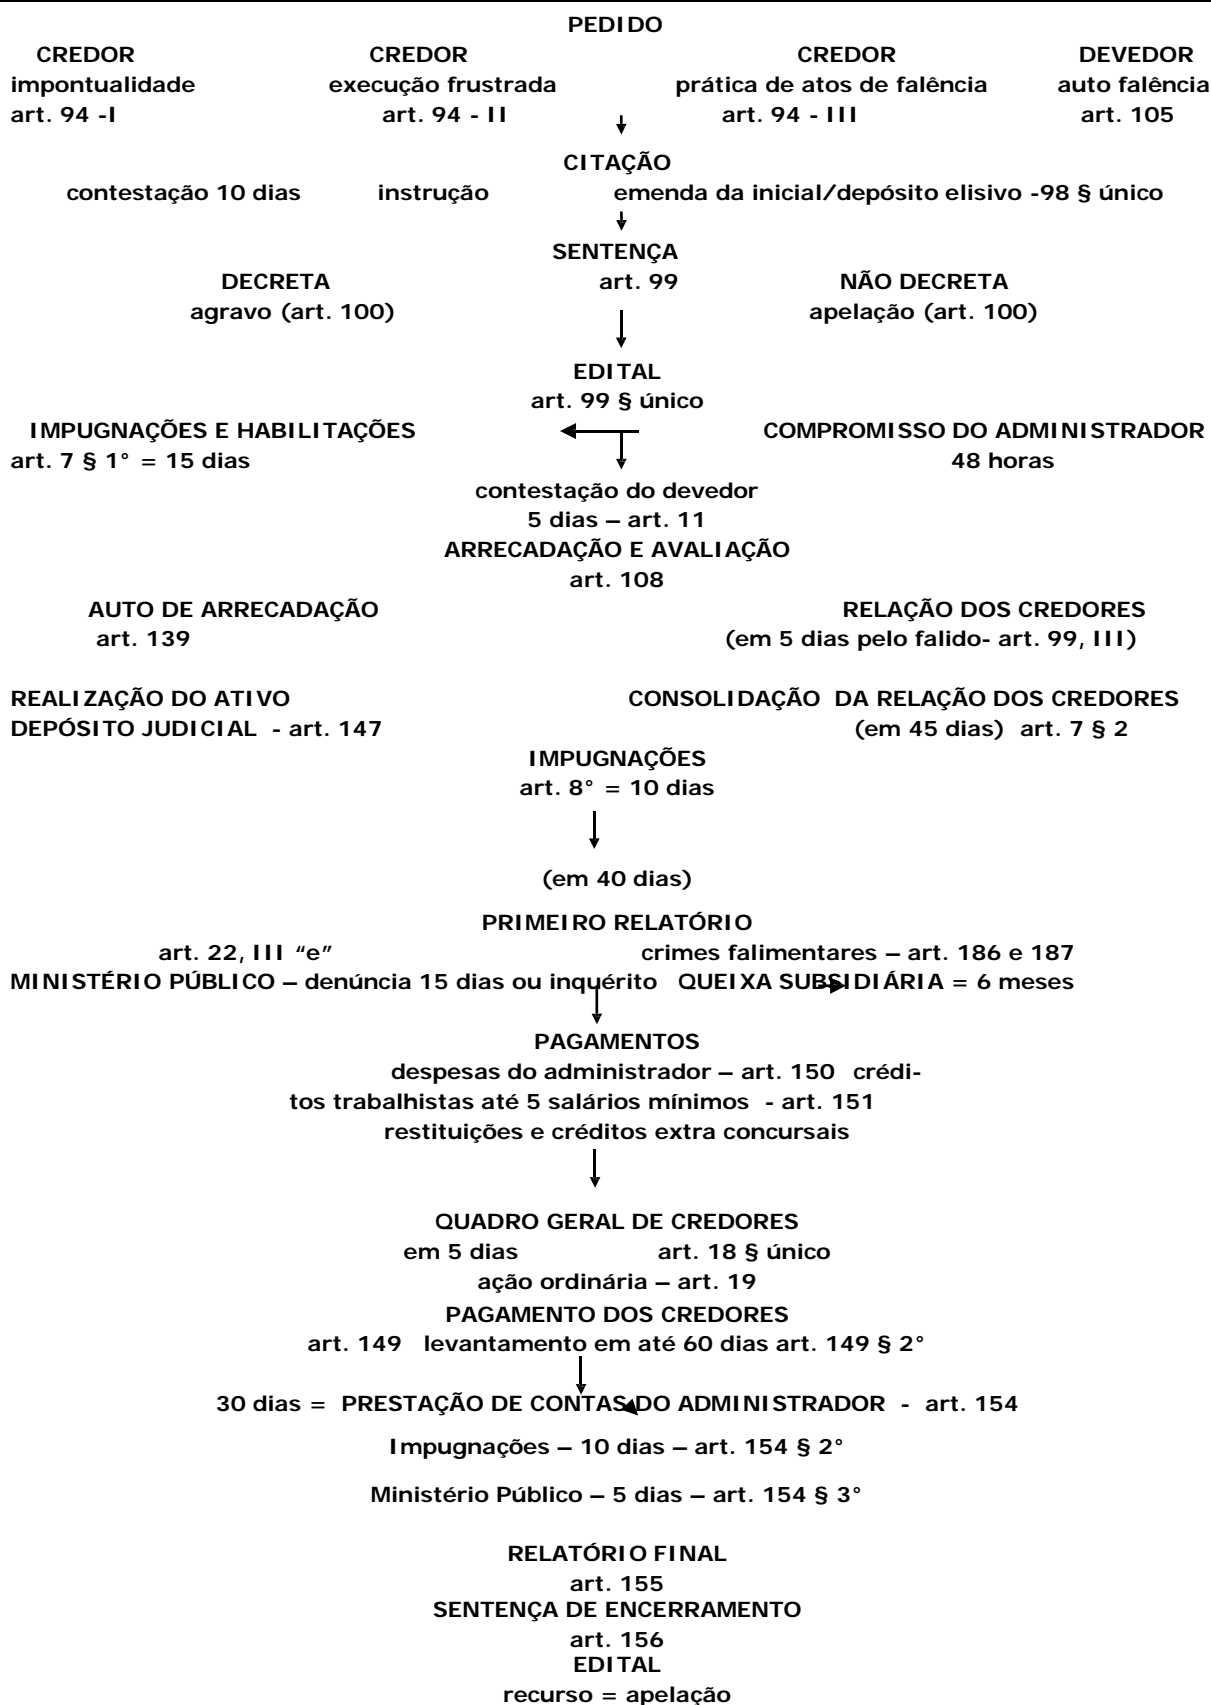 PEDIDO
CREDOR CREDOR CREDOR DEVEDOR
impontualidade execução frustrada prática de atos de falência auto falência
art. 94 -I art. 94 - II art. 94 - III art. 105
CITAÇÃO
contestação 10 dias instrução emenda da inicial/depósito elisivo -98 § único
SENTENÇA
DECRETA art. 99 NÃO DECRETA
agravo (art. 100) apelação (art. 100)
EDITAL
art. 99 § único
IMPUGNAÇÕES E HABILITAÇÕES COMPROMISSO DO ADMINISTRADOR
art. 7 § 1° = 15 dias 48 horas
contestação do devedor
5 dias – art. 11
ARRECADAÇÃO E AVALIAÇÃO
art. 108
AUTO DE ARRECADAÇÃO RELAÇÃO DOS CREDORES
art. 139 (em 5 dias pelo falido- art. 99, III)
REALIZAÇÃO DO ATIVO CONSOLIDAÇÃO DA RELAÇÃO DOS CREDORES
DEPÓSITO JUDICIAL - art. 147 (em 45 dias) art. 7 § 2
IMPUGNAÇÕES
art. 8° = 10 dias
(em 40 dias)
PRIMEIRO RELATÓRIO
art. 22, III “e” crimes falimentares – art. 186 e 187
MINISTÉRIO PÚBLICO – denúncia 15 dias ou inquérito QUEIXA SUBSIDIÁRIA = 6 meses
PAGAMENTOS
despesas do administrador – art. 150 crédi-
tos trabalhistas até 5 salários mínimos - art. 151
restituições e créditos extra concursais
QUADRO GERAL DE CREDORES
em 5 dias art. 18 § único
ação ordinária – art. 19
PAGAMENTO DOS CREDORES
art. 149 levantamento em até 60 dias art. 149 § 2°
30 dias = PRESTAÇÃO DE CONTAS DO ADMINISTRADOR - art. 154
Impugnações – 10 dias – art. 154 § 2°
Ministério Público – 5 dias – art. 154 § 3°
RELATÓRIO FINAL
art. 155
SENTENÇA DE ENCERRAMENTO
art. 156
EDITAL
recurso = apelação